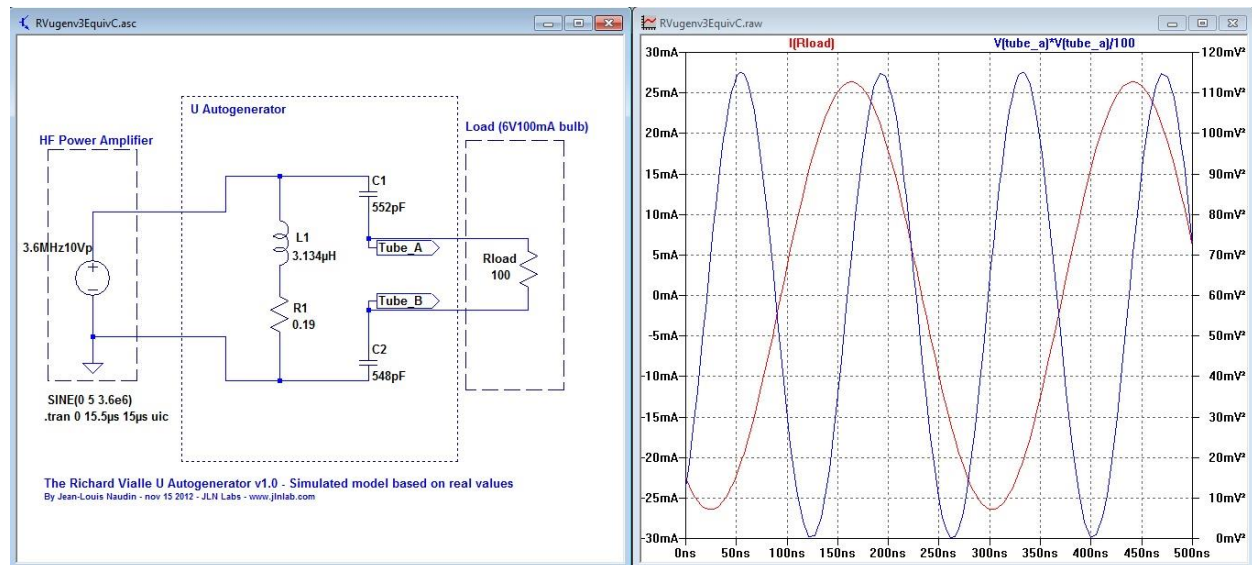 RVugenv3EquivC.asc
U Autogenerator
HF Power Amplifier
Load (6V100mA bulb)
C1
552pF
3.6MHz10Vp
L1
3.134µH
Tube_A
Rload
100
Tube_B
R1
0.19
C2
548pF
SINE(0 5 3.6e6)
.tran 0 15.5µs 15µs uic
The Richard Vialle U Autogenerator v1.0 - Simulated model based on real values
By Jean-Louis Naudin - nov 15 2012 - JLN Labs - www.jlnlab.com
RVugenv3EquivC.raw
I(Rload) V(tube_a)*V(tube_a)/100
30mA 120mV²
25mA 110mV²
100mV²
20mA
90mV²
15mA
80mV²
10mA
5mA 70mV²
0mA 60mV²
-5mA 50mV²
-10mA 40mV²
-15mA
30mV²
-20mA
20mV²
-25mA 10mV²
-30mA 0mV²
0ns 50ns 100ns 150ns 200ns 250ns 300ns 350ns 400ns 450ns 500ns